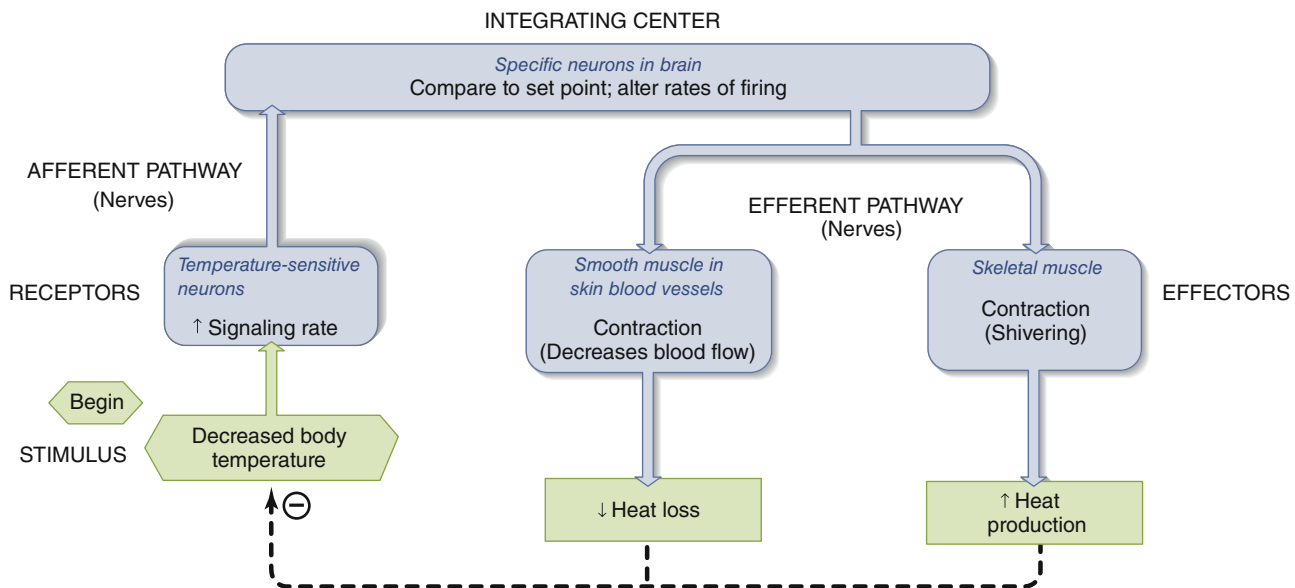 INTEGRATING CENTER
Specific neurons in brain
Compare to set point; alter rates of firing
AFFERENT PATHWAY
(Nerves)
EFFERENT PATHWAY
(Nerves)
RECEPTORS
Temperature-sensitive
neurons
↑ Signaling rate
Smooth muscle in
skin blood vessels
Contraction
(Decreases blood flow)
Skeletal muscle
Contraction
(Shivering)
EFFECTORS
Begin
STIMULUS
Decreased body
temperature
↓ Heat loss
↑ Heat
production
−